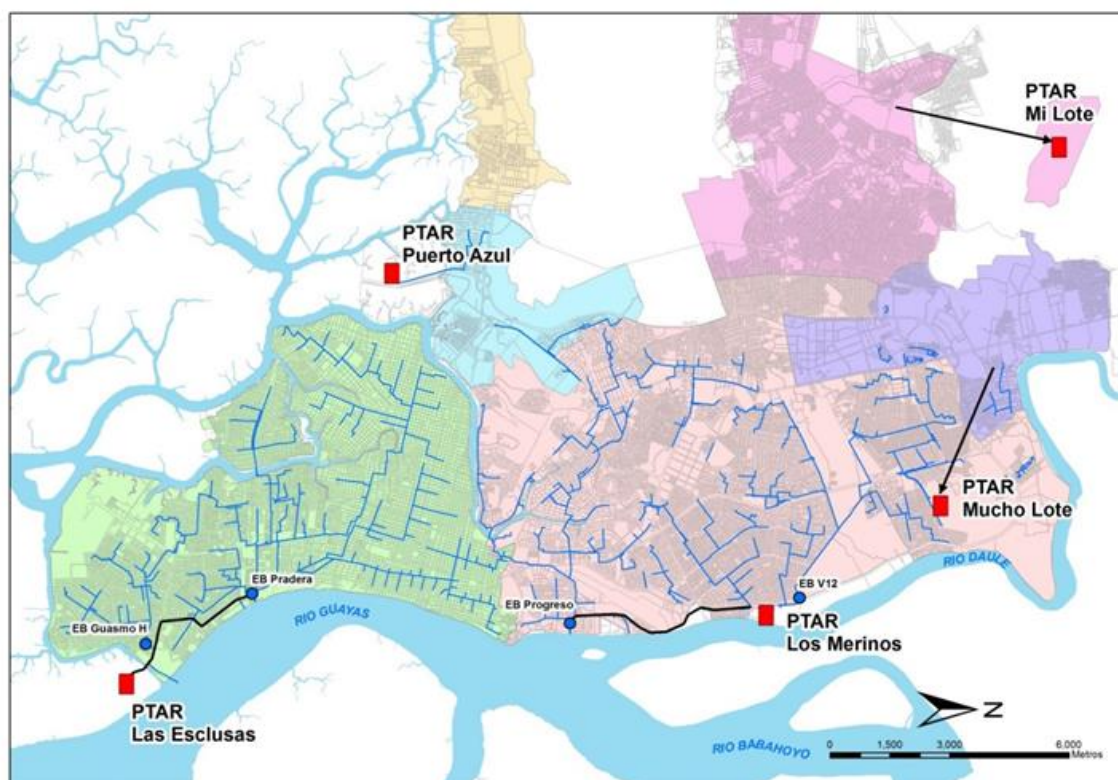 PTAR
Mi Lote
PTAR
Puerto Azul
PTAR
Mucho Lote
RIO DAULE
EB V12
EB Pradera
RIO GUAYAS
EB Progreso
PTAR
Los Merinos
EB Guasmo H
PTAR
Las Esclusas
N
RIO BABAHOYO
0 1,500 3,000 6,000
Metros